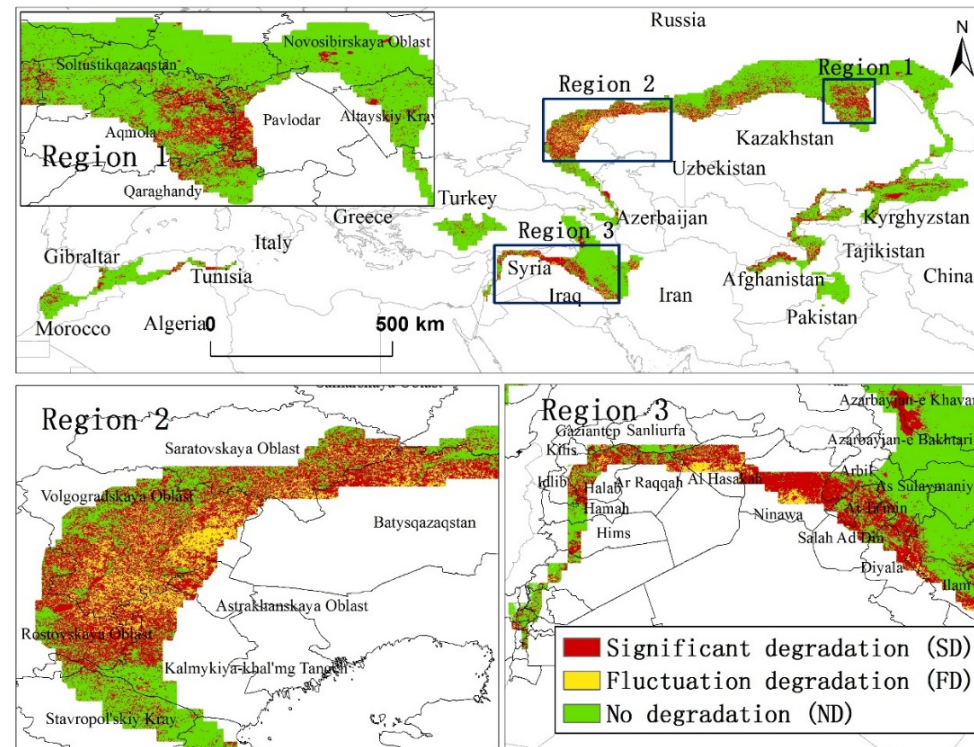 Russia
N
Novosibirskaya Oblast
Soltustikqazaqstan
Aqmola
Pavlodar
Altayskiy Kray
Region 1
Qaraghandy
Region 2
Region 1
Kazakhstan
Uzbekistan
Turkey
Greece
Azerbaijan
Kyrghyzstan
Region 3
Italy
Gibraltar
Tunisia
Syria
Iraq
Iran
Tajikistan
Afghanistan
China
Morocco
Algeria
0
500 km
Pakistan
Region 2
Saratovskaya Oblast
Volgogradskaya Oblast
Batysqazaqstan
Astrakhanskaya Oblast
Rostovskaya Oblast
Kalmykiya-khal'mg Tangeh
Stavropol'skiy Kray
Region 3
Azarbayjan-e Khavar
Gaziantep
Sanliurfa
Kilis
Azarbayjan-e Bakhtari
Idlib
Halab
Ar Raqqah
Al Hasakah
Arbil
As Sulaymaniy
Hamah
Ninawa
At-Ta'mim
Hims
Salah Ad Din
Diyala
Ilam
Significant degradation (SD)
Fluctuation degradation (FD)
No degradation (ND)